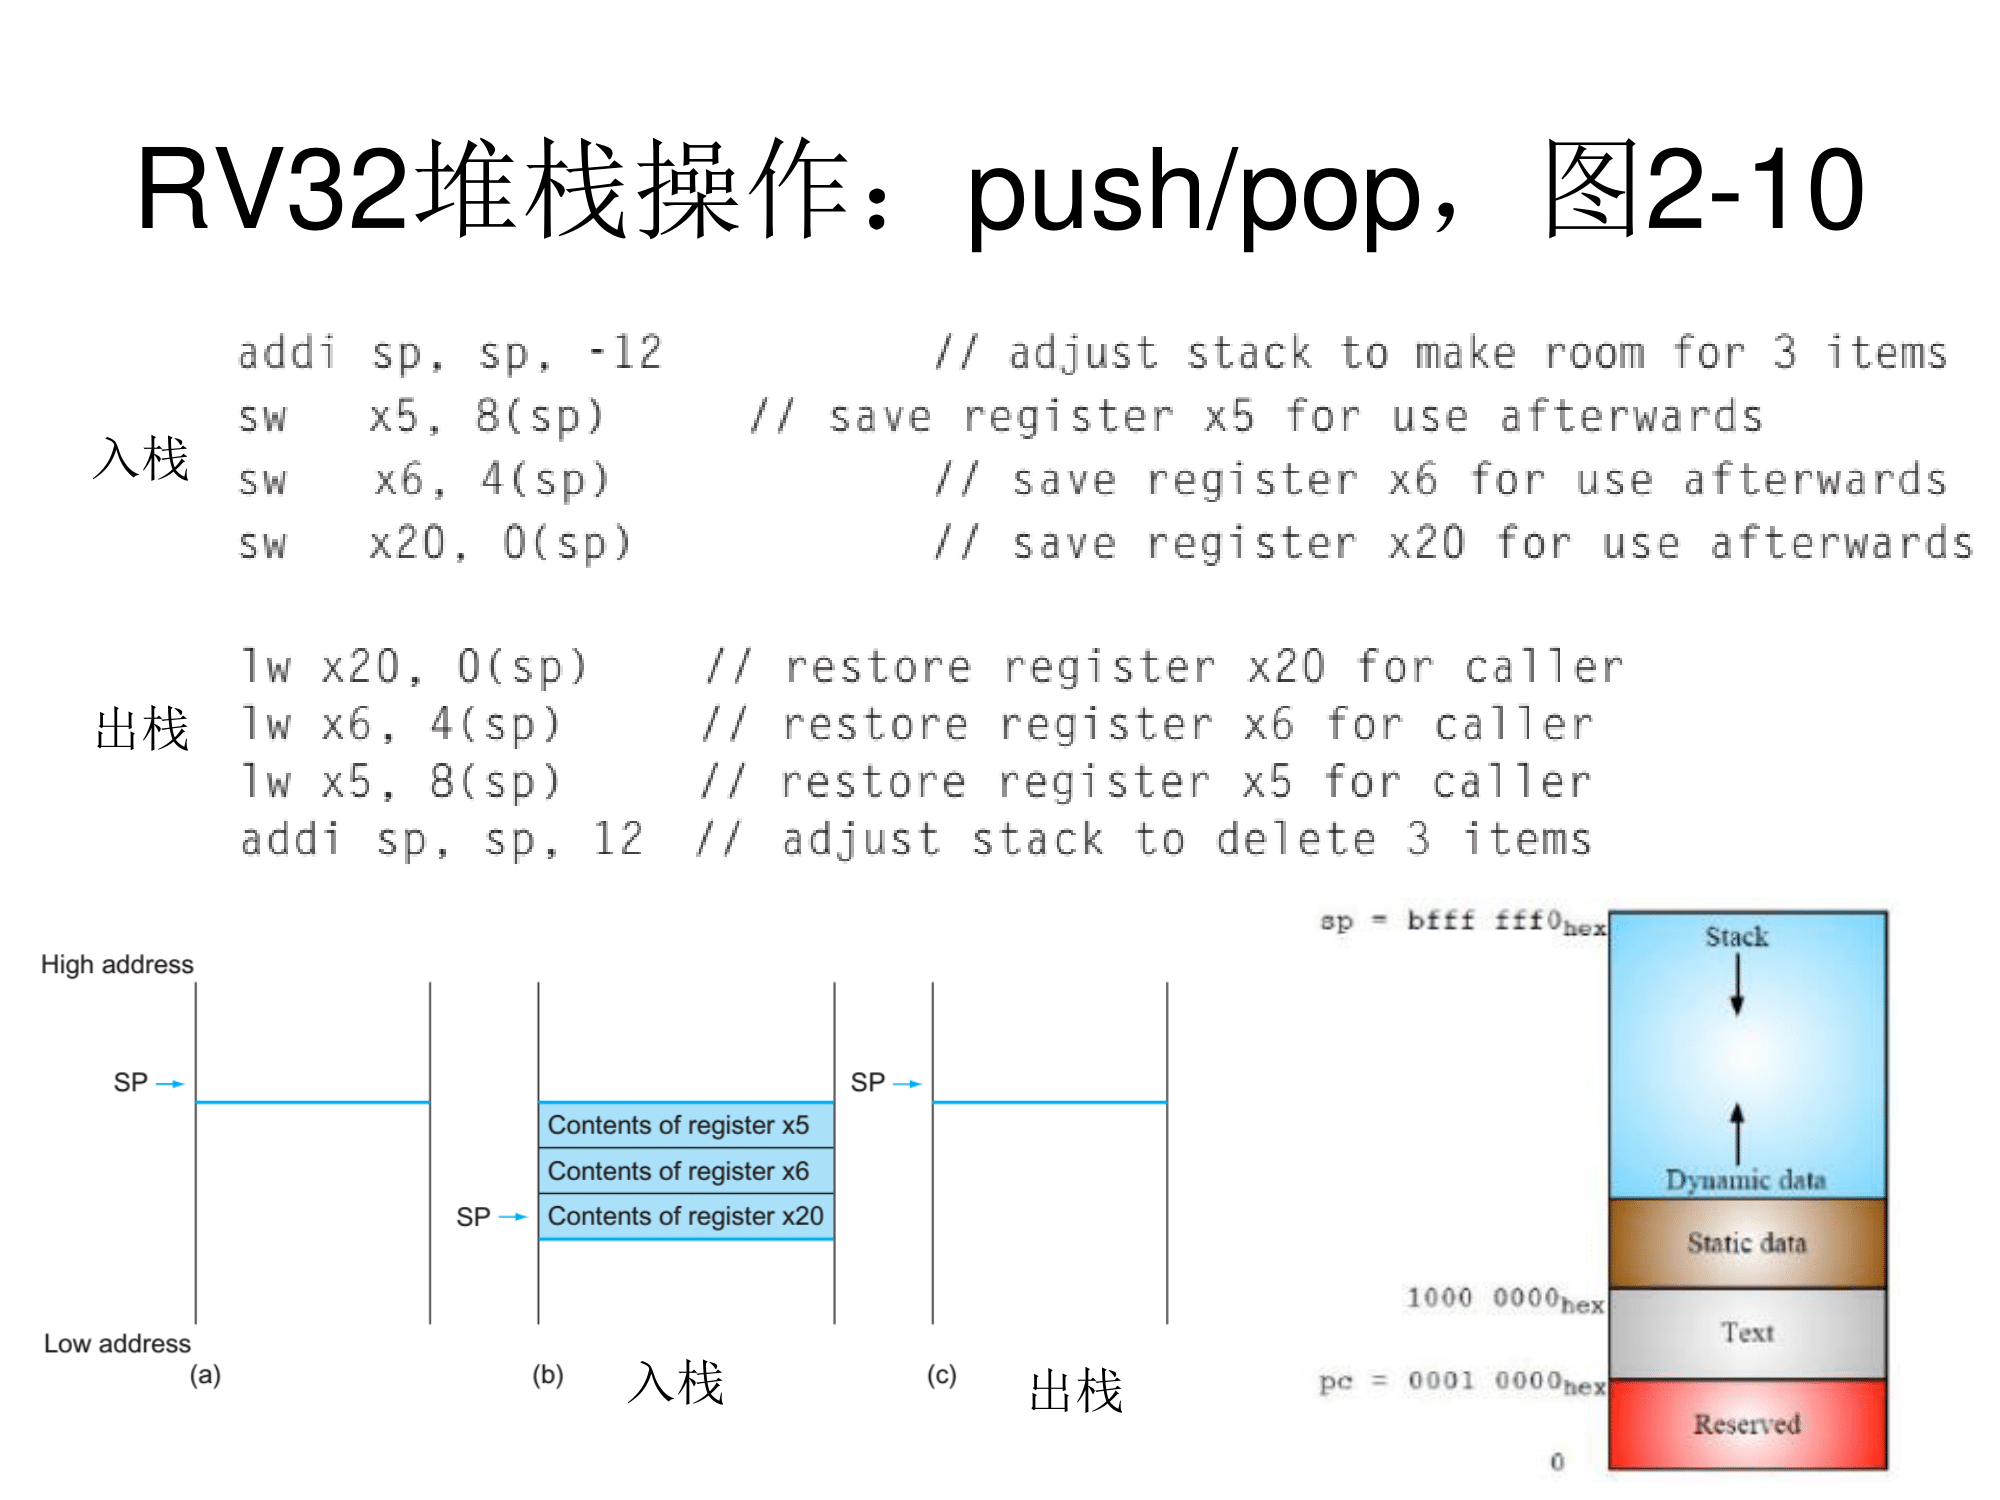 RV32堆栈操作：push/pop，图2-10
addi sp, sp, -12 // adjust stack to make room for 3 items
sw x5, 8(sp) // save register x5 for use afterwards
入栈
sw x6, 4(sp) // save register x6 for use afterwards
sw x20, 0(sp) // save register x20 for use afterwards
lw x20, 0(sp) // restore register x20 for caller
出栈
lw x6, 4(sp) // restore register x6 for caller
lw x5, 8(sp) // restore register x5 for caller
addi sp, sp, 12 // adjust stack to delete 3 items
High address
SP
Low address
(a)
Contents of register x5
Contents of register x6
SP
Contents of register x20
(b)
入栈
SP
(c)
出栈
sp = bfff fff0hex
Stack
Dynamic data
Static data
1000 0000hex
Text
pc = 0001 0000hex
Reserved
0